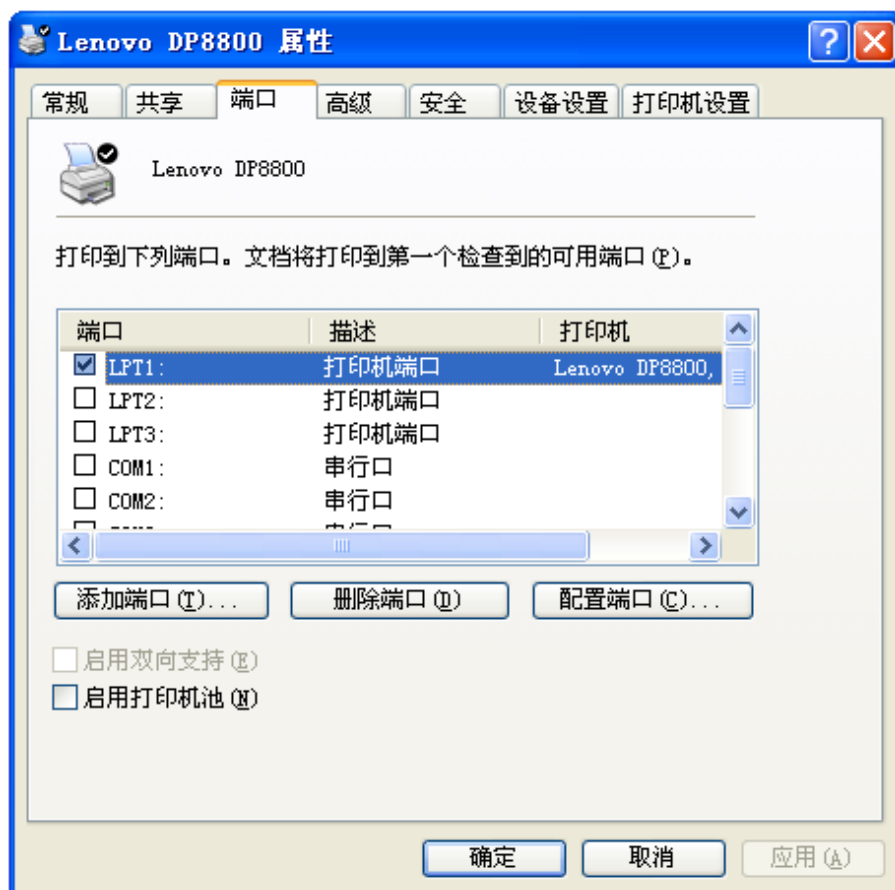 Lenovo DP8800 属性
常规 共享 端口 高级 安全 设备设置 打印机设置
Lenovo DP8800
打印到下列端口。文档将打印到第一个检查到的可用端口(P)。
端口 描述 打印机
LPT1: 打印机端口 Lenovo DP8800,
LPT2: 打印机端口
LPT3: 打印机端口
COM1: 串行口
COM2: 串行口
添加端口(T)... 删除端口(D) 配置端口(C)...
启用双向支持(E)
启用打印机池(N)
确定 取消 应用(A)